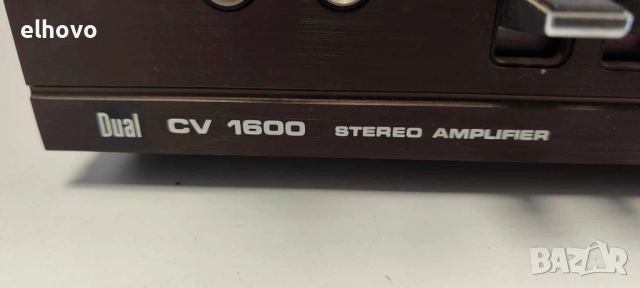 elhovo
Dual CV 1600 STEREO AMPLIFIER
BAZAR